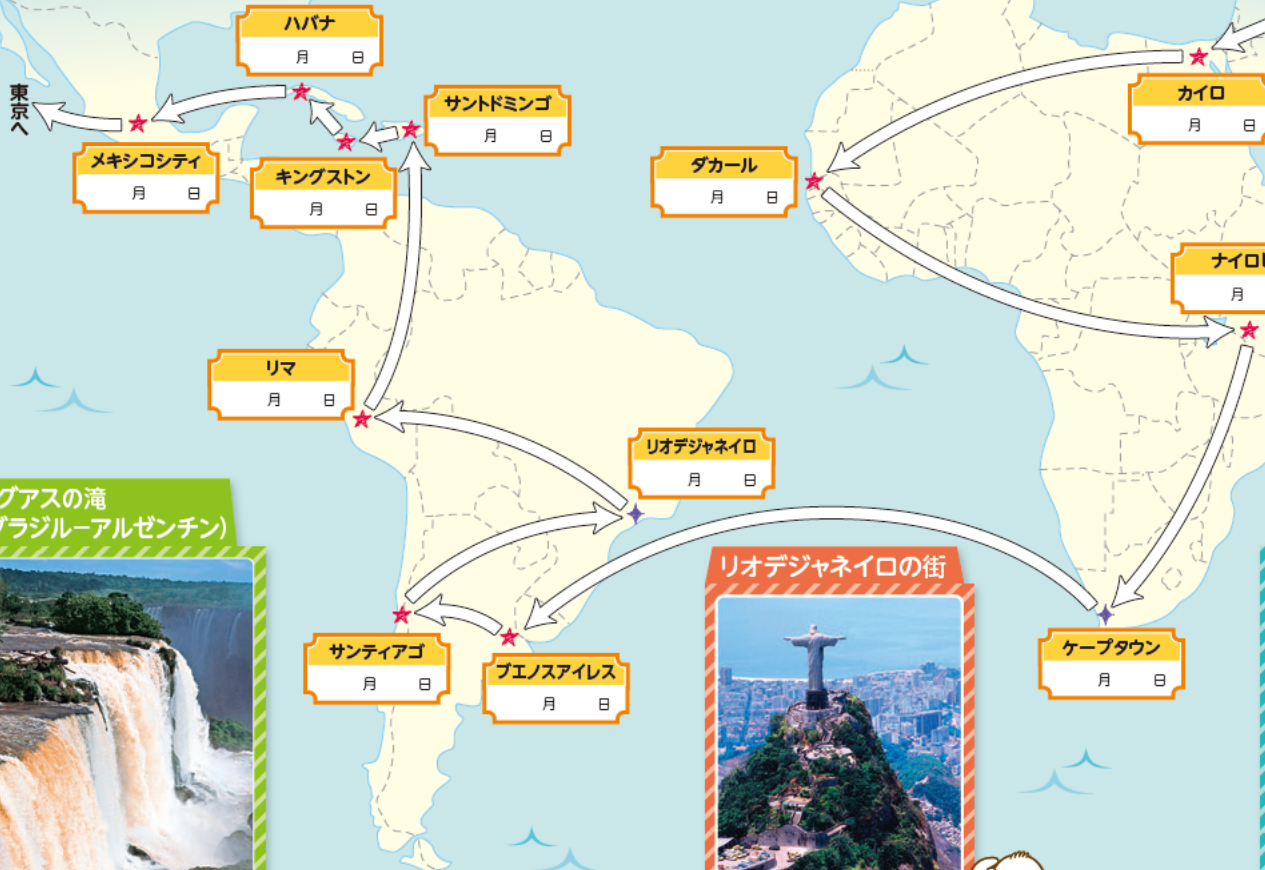 ハバナ
月 日
東京へ
サントドミンゴ
月 日
カイロ
月 日
メキシコシティ
月 日
キングストン
月 日
ダカール
月 日
ナイロ
月
リマ
月 日
リオデジャネイロ
月 日
グアスの滝
ブラジル−アルゼンチン)
リオデジャネイロの街
サンティアゴ
月 日
ブエノスアイレス
月 日
ケープタウン
月 日